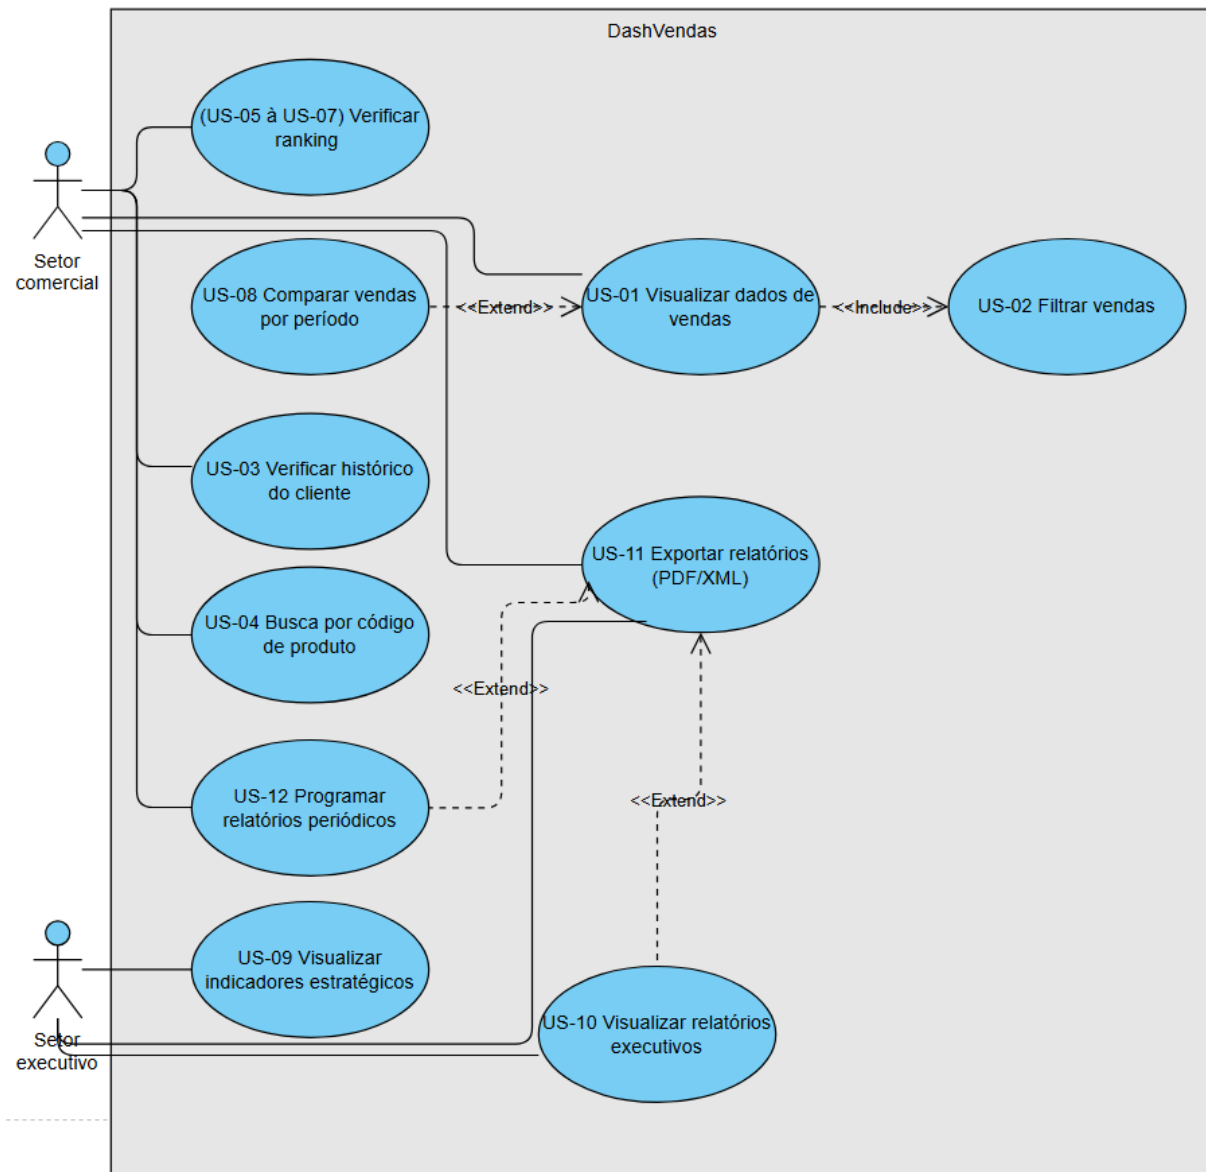 DashVendas
(US-05 à US-07) Verificar
ranking
Setor
comercial
US-08 Comparar vendas
por período
<<Extend>>
US-01 Visualizar dados de
vendas
<<Include>>
US-02 Filtrar vendas
US-03 Verificar histórico
do cliente
US-11 Exportar relatórios
(PDF/XML)
US-04 Busca por código
de produto
<<Extend>>
US-12 Programar
relatórios periódicos
<<Extend>>
US-09 Visualizar
indicadores estratégicos
Setor
executivo
US-10 Visualizar relatórios
executivos